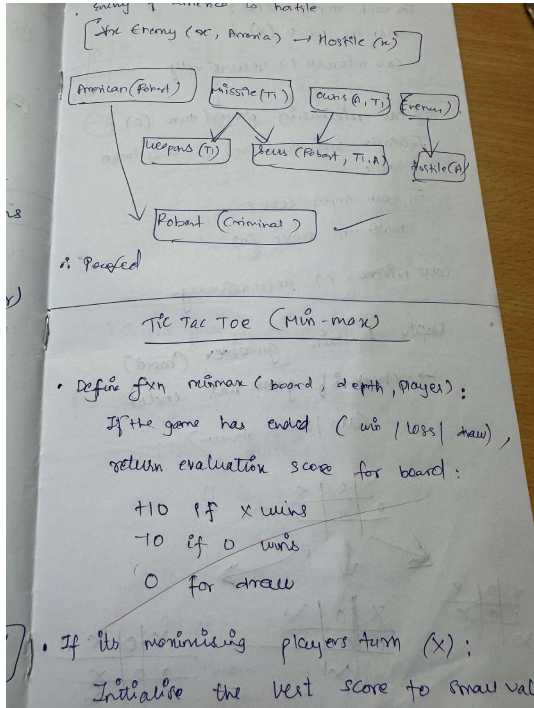 is hostile
[∀x Enemy (x, America) → Hostile (x)]
American(Robert)
Missile(T1)
Owns(A, T1)
Weapons (T1)
Sells (Robert, T1, A)
Hostile(A)
Robert (Criminal)
∴ Proofed
Tic Tac Toe (Min-max)
• Define fxn minmax (board, depth, Player):
If the game has ended (win / loss / draw),
return evaluation score for board:
+10 if x wins
-10 if 0 wins
0 for draw
• If its maximising players turn (X):
Initialise the best score to small val